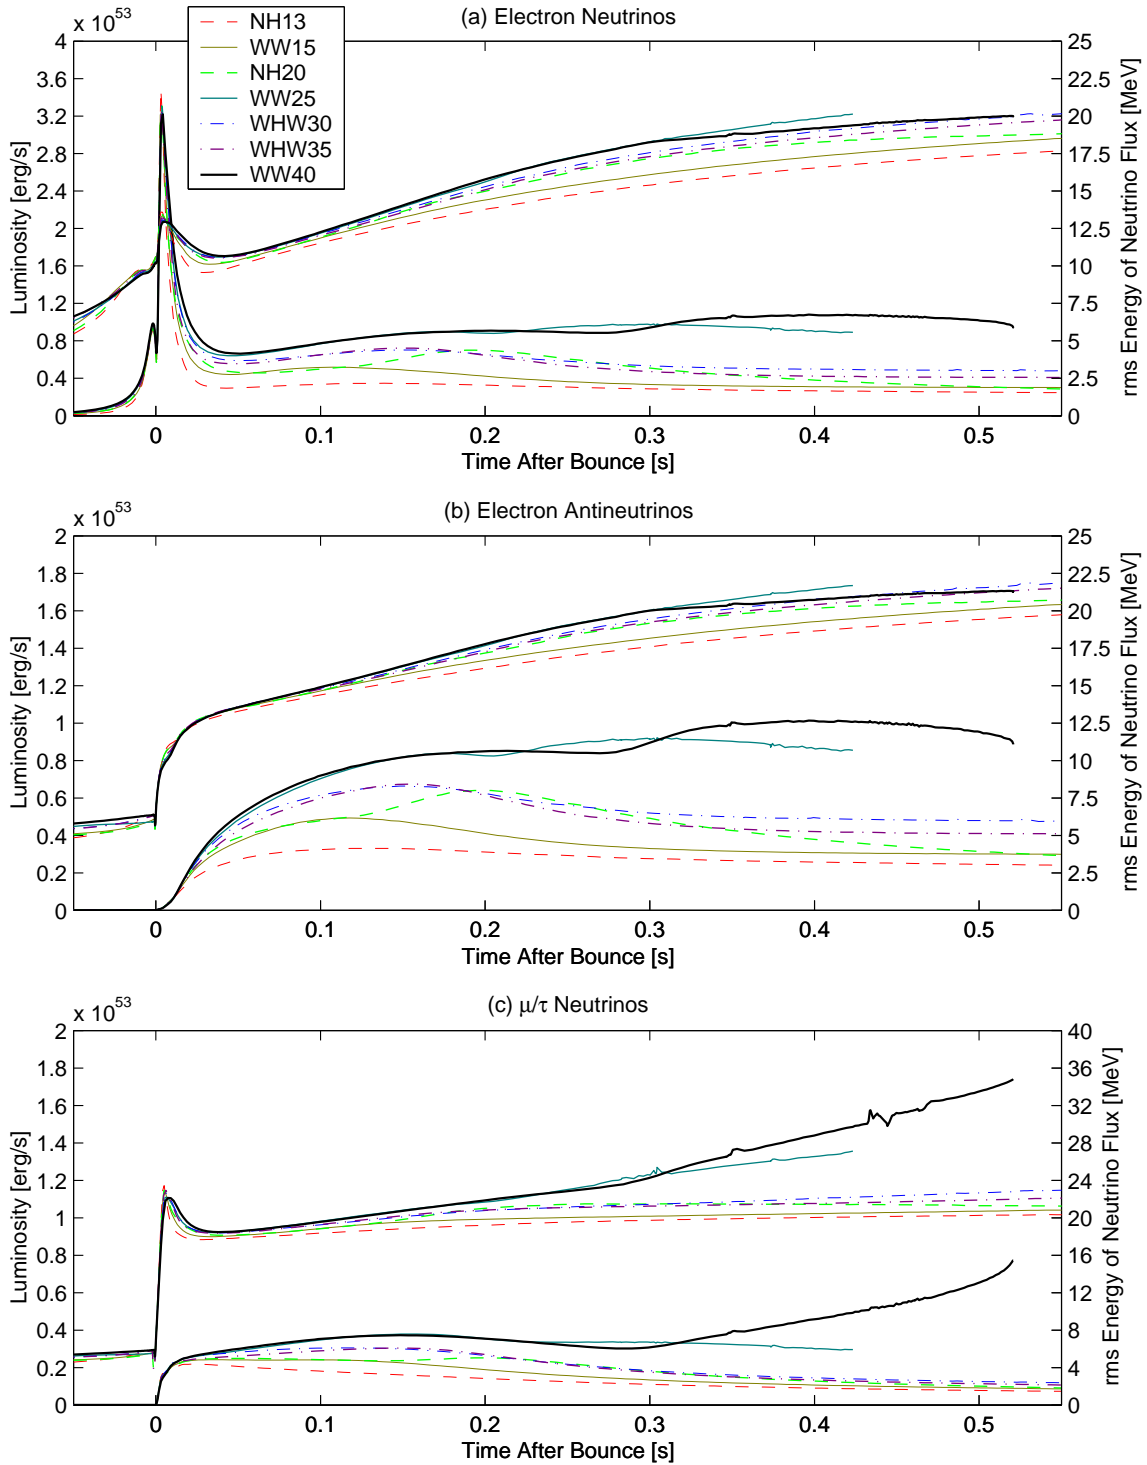 x 10^53
(a) Electron Neutrinos
NH13
WW15
NH20
WW25
WHW30
WHW35
WW40
4
3.6
3.2
2.8
2.4
2
1.6
1.2
0.8
0.4
0
Luminosity [erg/s]
25
22.5
20
17.5
15
12.5
10
7.5
5
2.5
0
rms Energy of Neutrino Flux [MeV]
0 0.1 0.2 0.3 0.4 0.5
Time After Bounce [s]
x 10^53
(b) Electron Antineutrinos
2
1.8
1.6
1.4
1.2
1
0.8
0.6
0.4
0.2
0
Luminosity [erg/s]
25
22.5
20
17.5
15
12.5
10
7.5
5
2.5
0
rms Energy of Neutrino Flux [MeV]
0 0.1 0.2 0.3 0.4 0.5
Time After Bounce [s]
x 10^53
(c) μ/τ Neutrinos
2
1.8
1.6
1.4
1.2
1
0.8
0.6
0.4
0.2
0
Luminosity [erg/s]
40
36
32
28
24
20
16
12
8
4
0
rms Energy of Neutrino Flux [MeV]
0 0.1 0.2 0.3 0.4 0.5
Time After Bounce [s]